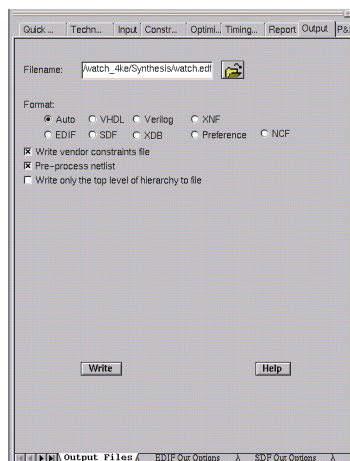 Quick ... Techn... Input Constr... Optimi... Timing... Report Output P&
Filename: /watch_4ke/Synthesis/watch.edf
Format:
Auto VHDL Verilog XNF
EDIF SDF XDB Preference NCF
Write vendor constraints file
Pre-process netlist
Write only the top level of hierarchy to file
Write Help
Output Files EDIF Out Options SDF Out Options